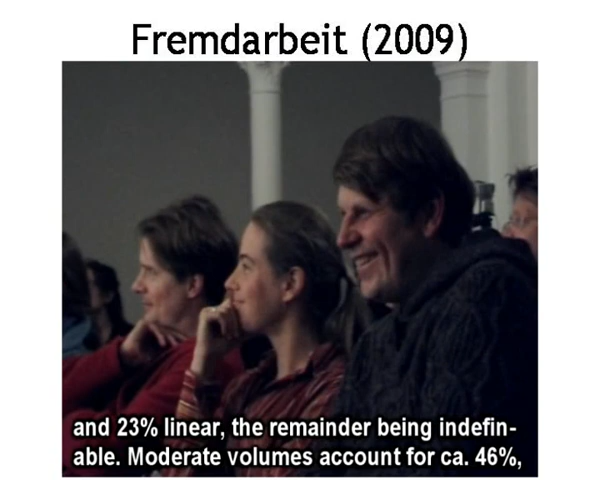 Fremdarbeit (2009)
and 23% linear, the remainder being indefin-
able. Moderate volumes account for ca. 46%,